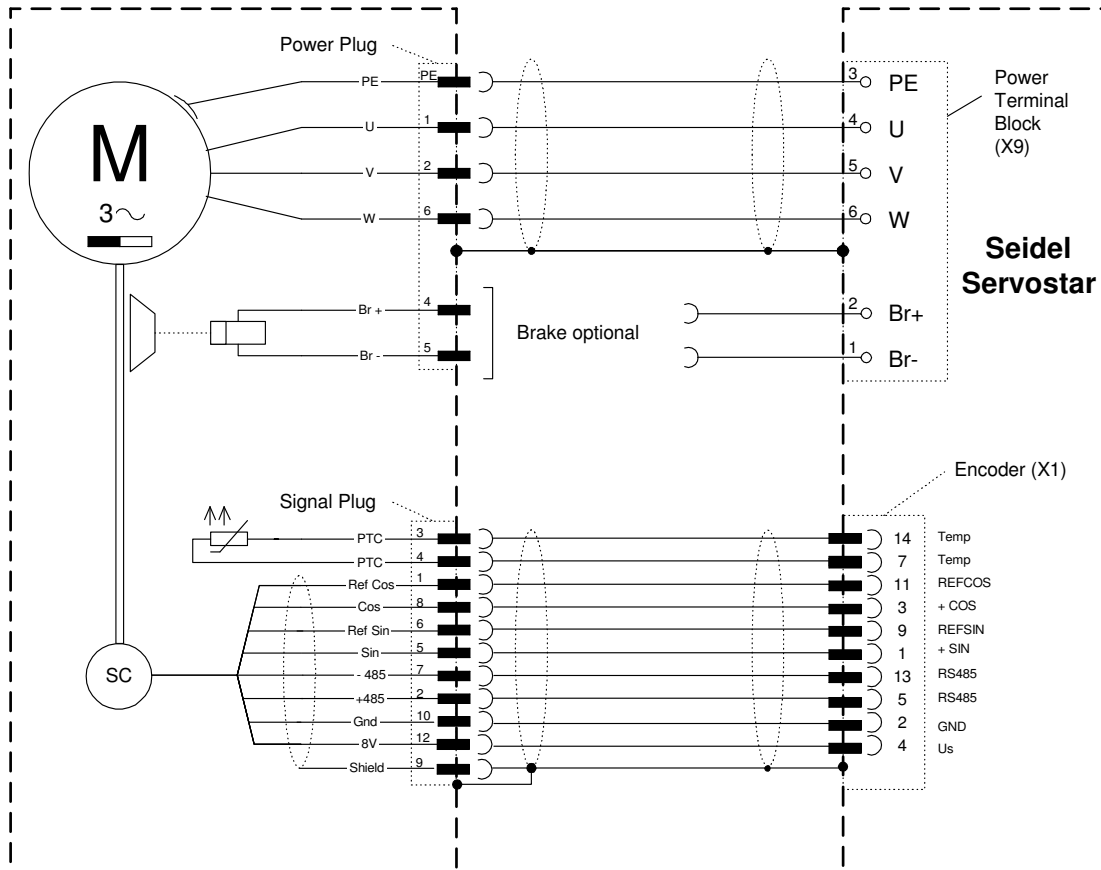 Power Plug
PE PE 3 PE
Power
Terminal
Block
(X9)
M
3~
U 1 4 U
V 2 5 V
W 6 6 W
Seidel
Servostar
Br + 4 2 Br+
Brake optional
Br - 5 1 Br-
Encoder (X1)
Signal Plug
PTC 3 14 Temp
PTC 4 7 Temp
Ref Cos 1 11 REFCOS
Cos 8 3 + COS
Ref Sin 6 9 REFSIN
Sin 5 1 + SIN
SC
- 485 7 13 RS485
+485 2 5 RS485
Gnd 10 2 GND
8V 12 4 Us
Shield 9